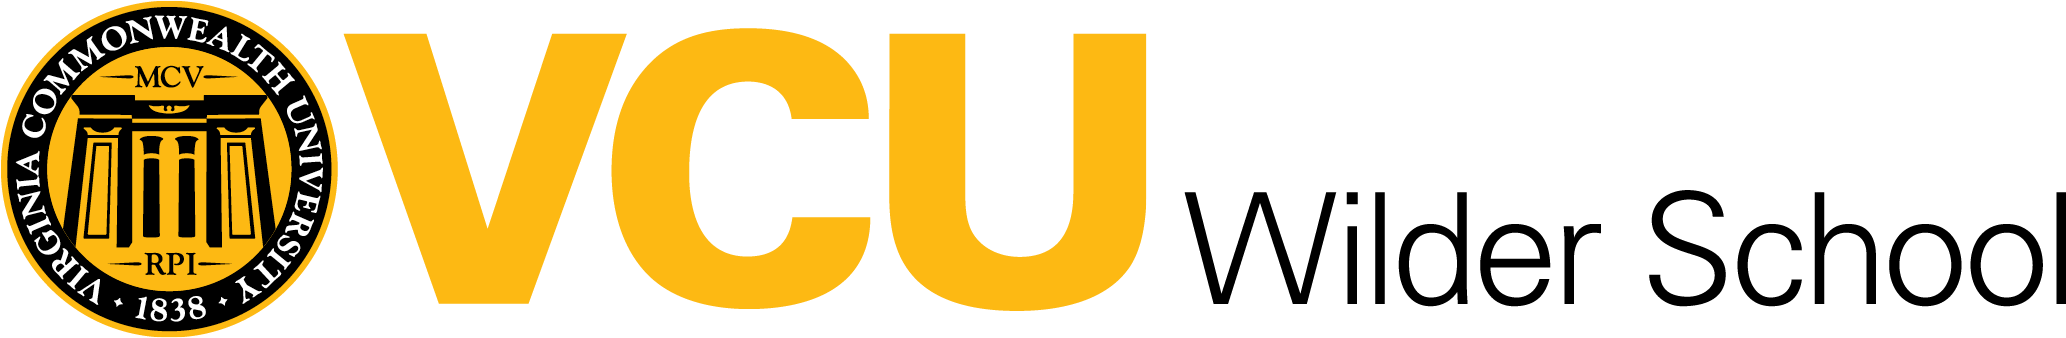 VIRGINIA COMMONWEALTH UNIVERSITY
MCV
RPI
1838
VCU Wilder School